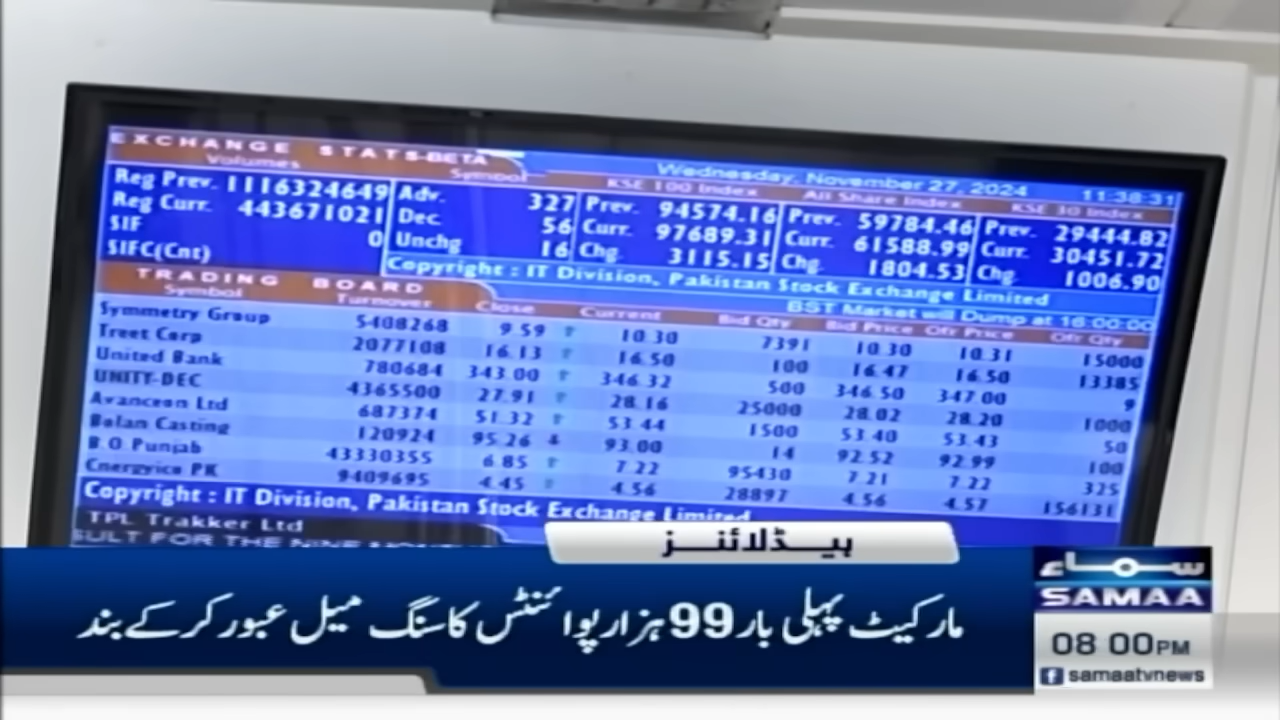 EXCHANGE STATS-BETA
Wednesday, November 27, 2024 11:38:31
Volumes Symbol KSE 100 Index All Share Index KSE 30 Index
Reg Prev. 1116324649 Adv. 327 Prev. 94574.16 Prev. 59784.46 Prev. 29444.82
Reg Curr. 443671021 Dec. 56 Curr. 97689.31 Curr. 61588.99 Curr. 30451.72
SIF 0 Unchg 16 Chg. 3115.15 Chg. 1804.53 Chg. 1006.90
SIFC(Cnt)
Copyright : IT Division, Pakistan Stock Exchange Limited
TRADING BOARD
BST Market will Dump at 16:00:00
Symbol Turnover Close Current Bid Qty Bid Price Ofr Price Ofr Qty
Symmetry Group 5408268 9.59 ↑ 10.30 7391 10.30 10.31 15000
Treet Corp 2077108 16.13 ↑ 16.50 100 16.47 16.50 13385
United Bank 780684 343.00 ↑ 346.32 500 346.50 347.00 9
UNITY-DEC 4365500 27.91 ↑ 28.16 25000 28.02 28.20 1000
Avanceon Ltd 687374 51.32 ↑ 53.44 1500 53.40 53.43 50
Bolan Casting 120924 95.26 ↓ 93.00 14 92.52 92.99 100
B O Punjab 43330355 6.85 ↑ 7.22 95430 7.21 7.22 325
Cnergyico PK 9409695 4.45 ↑ 4.56 28897 4.56 4.57 156131
Copyright : IT Division, Pakistan Stock Exchange Limited
TPL Trakker Ltd
SULT FOR THE NINE
ہیڈلائنز
مارکیٹ پہلی بار 99 ہزار پوائنٹس کا سنگ میل عبور کر کے بند
سماء
SAMAA
08 00 PM
samaatvnews